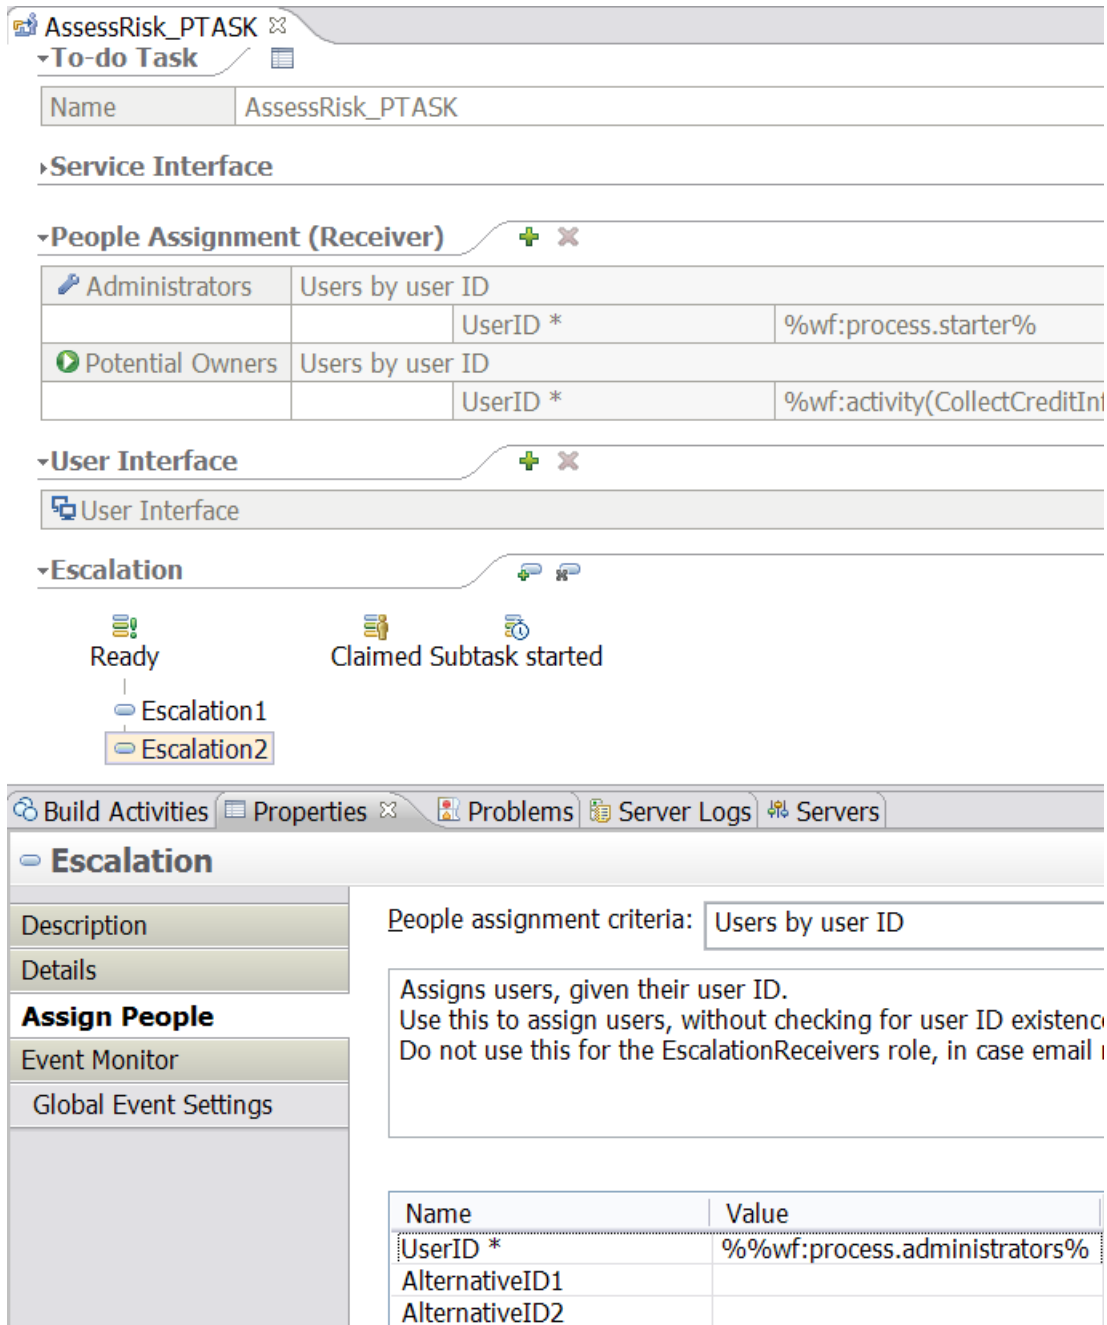 AssessRisk_PTASK
To-do Task
Name AssessRisk_PTASK
Service Interface
People Assignment (Receiver)
Administrators Users by user ID
UserID * %wf:process.starter%
Potential Owners Users by user ID
UserID * %wf:activity(CollectCreditInf
User Interface
User Interface
Escalation
Ready Claimed Subtask started
Escalation1
Escalation2
Build Activities Properties Problems Server Logs Servers
Escalation
Description
Details
Assign People
Event Monitor
Global Event Settings
People assignment criteria: Users by user ID
Assigns users, given their user ID.
Use this to assign users, without checking for user ID existence
Do not use this for the EscalationReceivers role, in case email
Name Value
UserID * %%wf:process.administrators%
AlternativeID1
AlternativeID2